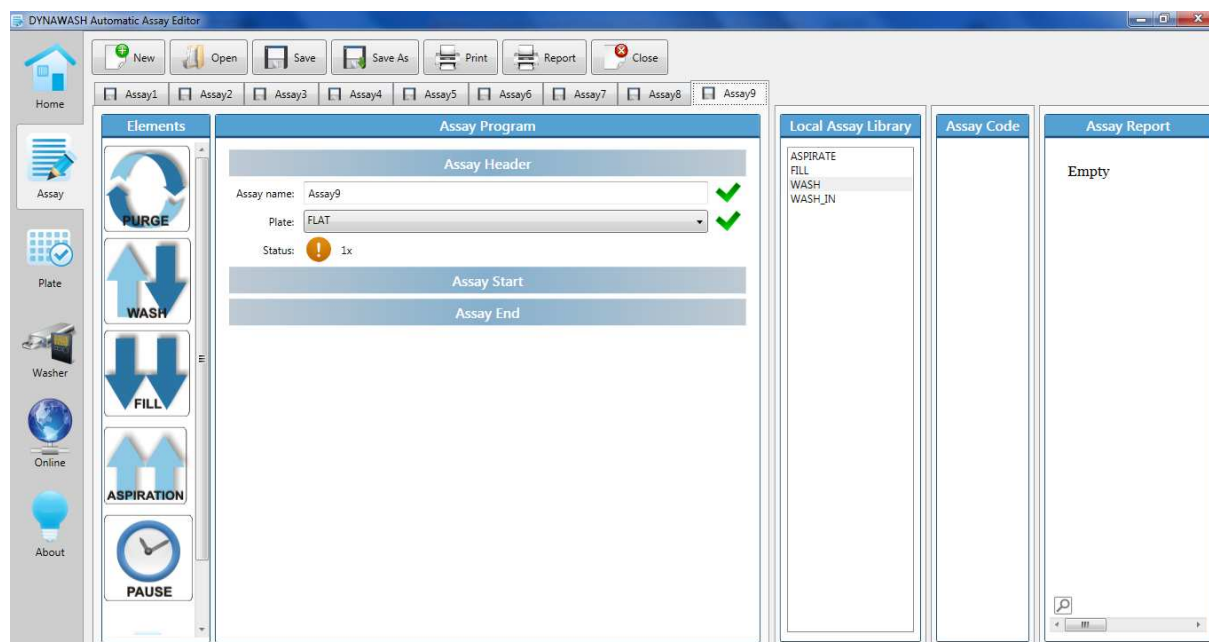 DYNAWASH Automatic Assay Editor
New Open Save Save As Print Report Close
Assay1 Assay2 Assay3 Assay4 Assay5 Assay6 Assay7 Assay8 Assay9
Home
Assay
Plate
Washer
Online
About
Elements
PURGE
WASH
FILL
ASPIRATION
PAUSE
Assay Program
Assay Header
Assay name: Assay9
Plate: FLAT
Status: 1x
Assay Start
Assay End
Local Assay Library
ASPIRATE
FILL
WASH
WASH_IN
Assay Code
Assay Report
Empty